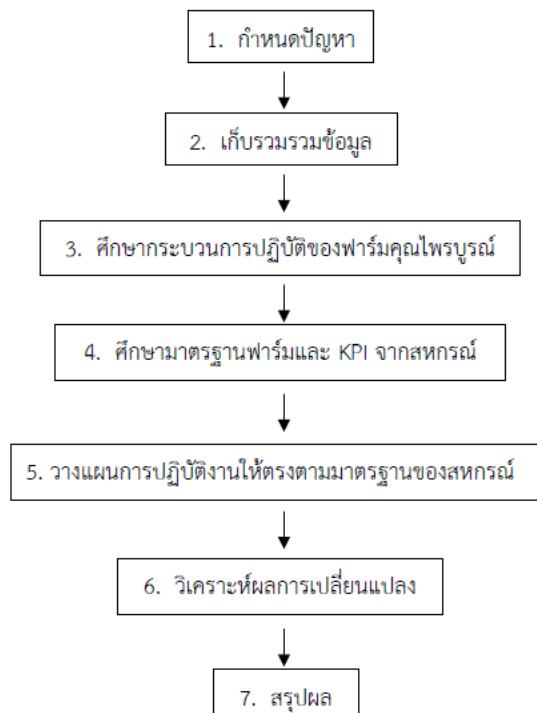 1. กำหนดปัญหา
2. เก็บรวมรวมข้อมูล
3. ศึกษากระบวนการปฏิบัติของฟาร์มคุณไพรบูรณ์
4. ศึกษามาตรฐานฟาร์มและ KPI จากสหกรณ์
5. วางแผนการปฏิบัติงานให้ตรงตามมาตรฐานของสหกรณ์
6. วิเคราะห์ผลการเปลี่ยนแปลง
7. สรุปผล